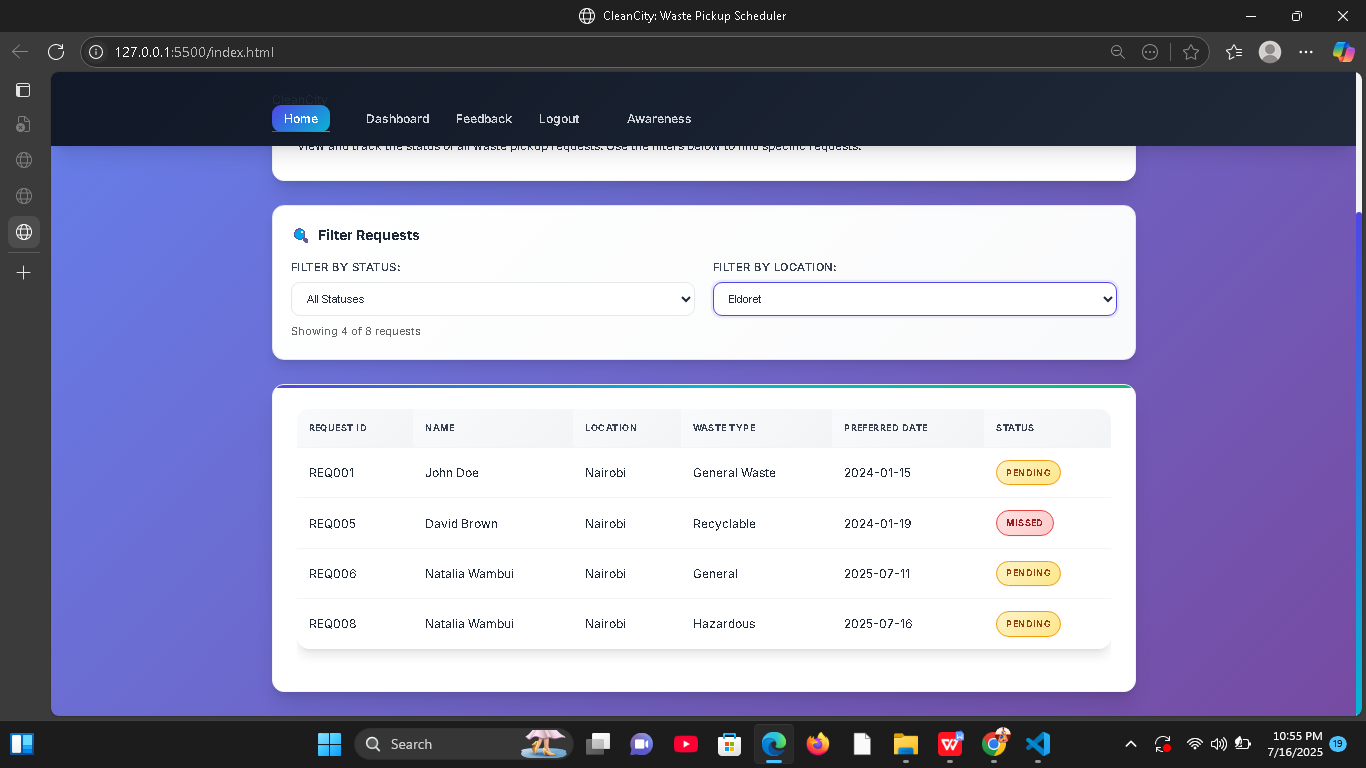 CleanCity: Waste Pickup Scheduler
127.0.0.1:5500/index.html
CleanCity
Home Dashboard Feedback Logout Awareness
View and track the status of all waste pickup requests. Use the filters below to find specific requests.
Filter Requests
FILTER BY STATUS: FILTER BY LOCATION:
All Statuses Eldoret
Showing 4 of 8 requests
REQUEST ID NAME LOCATION WASTE TYPE PREFERRED DATE STATUS
REQ001 John Doe Nairobi General Waste 2024-01-15 PENDING
REQ005 David Brown Nairobi Recyclable 2024-01-19 MISSED
REQ006 Natalia Wambui Nairobi General 2025-07-11 PENDING
REQ008 Natalia Wambui Nairobi Hazardous 2025-07-16 PENDING
Search
W
10:55 PM
7/16/2025
19